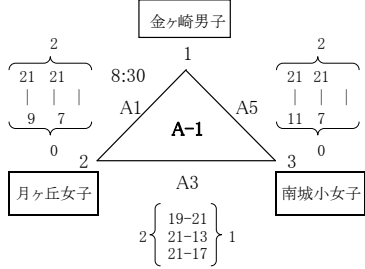 金ヶ崎男子
1
2
21 21
| | |
9 7
0
8:30
A1
A5
A-1
2
21 21
| | |
11 7
0
2
3
月ヶ丘女子
南城小女子
A3
19-21
2 { 21-13 } 1
21-17